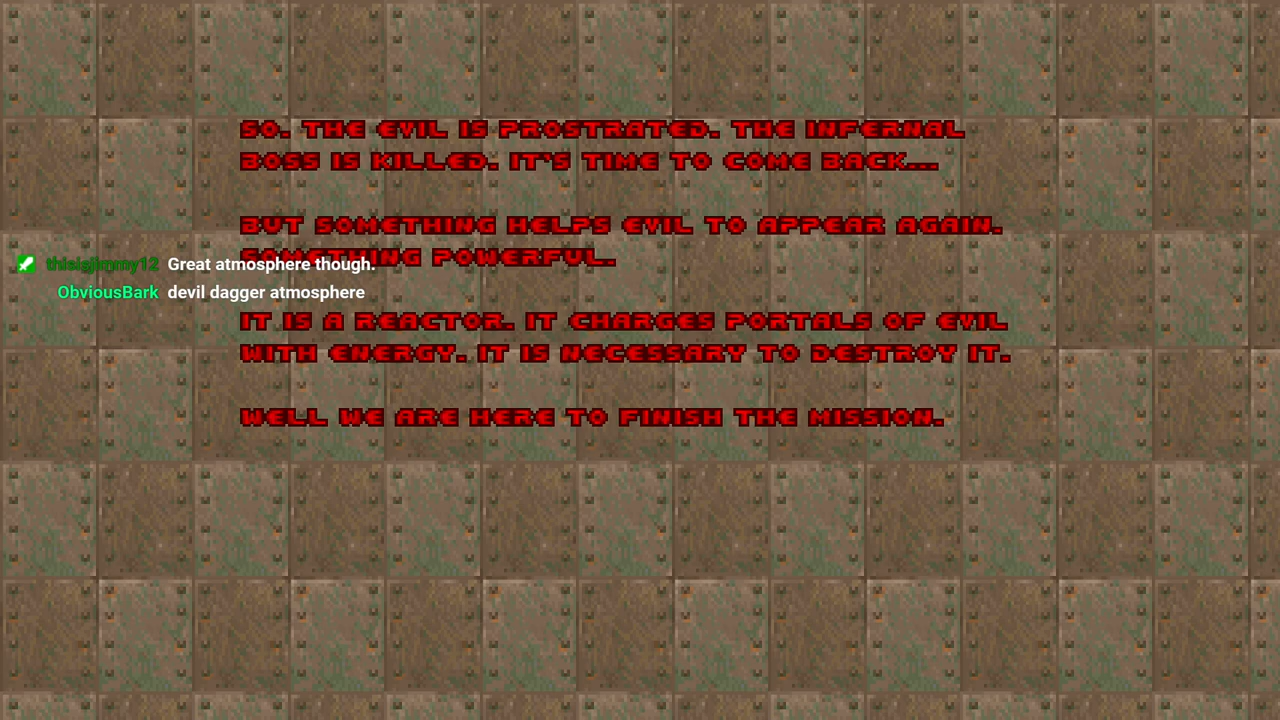 SO. THE EVIL IS PROSTRATED. THE INFERNAL
BOSS IS KILLED. IT'S TIME TO COME BACK...
BUT SOMETHING HELPS EVIL TO APPEAR AGAIN.
SOMETHING POWERFUL.
thisisjimmy12 Great atmosphere though.
ObviousBark devil dagger atmosphere
IT IS A REACTOR. IT CHARGES PORTALS OF EVIL
WITH ENERGY. IT IS NECESSARY TO DESTROY IT.
WELL WE ARE HERE TO FINISH THE MISSION.